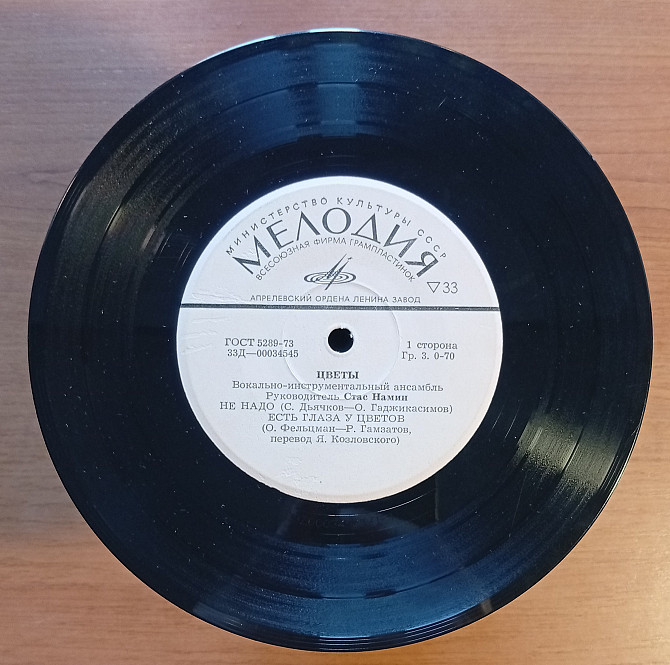 МИНИСТЕРСТВО КУЛЬТУРЫ СССР
МЕЛОДИЯ
ВСЕСОЮЗНАЯ ФИРМА ГРАМПЛАСТИНОК
▽33
АПРЕЛЕВСКИЙ ОРДЕНА ЛЕНИНА ЗАВОД
ГОСТ 5289-73
1 сторона
33Д—00034545
Гр. 3. 0-70
ЦВЕТЫ
Вокально-инструментальный ансамбль
Руководитель Стас Намин
НЕ НАДО (С. Дьячков—О. Гаджикасимов)
ЕСТЬ ГЛАЗА У ЦВЕТОВ
(О. Фельцман—Р. Гамзатов,
перевод Я. Козловского)